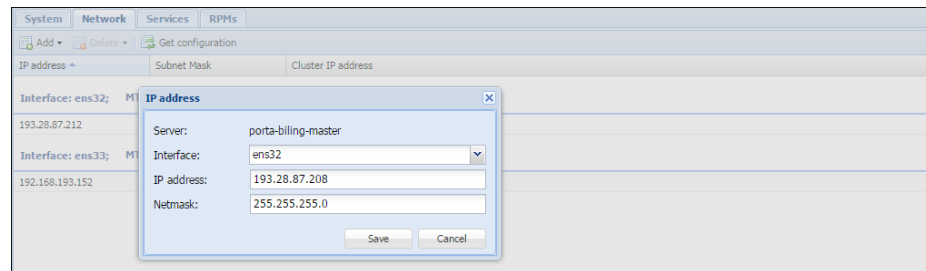 System Network Services RPMs
Add Delete Get configuration
IP address Subnet Mask Cluster IP address
Interface: ens32; MT
IP address
193.28.87.212
Server: porta-biling-master
Interface: ens32
Interface: ens33; MT
192.168.193.152
IP address: 193.28.87.208
Netmask: 255.255.255.0
Save Cancel